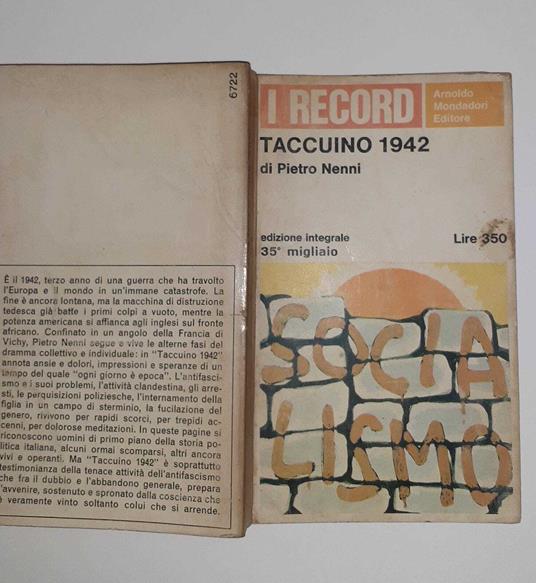 6722
È il 1942, terzo anno di una guerra che ha travolto
l'Europa e il mondo in un'immane catastrofe. La
fine è ancora lontana, ma la macchina di distruzione
tedesca già batte i primi colpi a vuoto, mentre la
potenza americana si affianca agli inglesi sul fronte
africano. Confinato in un angolo della Francia di
Vichy, Pietro Nenni segue e vive le alterne fasi del
dramma collettivo e individuale: in "Taccuino 1942"
annota ansie e dolori, impressioni e speranze di un
tempo del quale "ogni giorno è epoca". L'antifasci-
smo e i suoi problemi, l'attività clandestina, gli arre-
sti, le perquisizioni poliziesche, l'internamento della
figlia in un campo di sterminio, la fucilazione del
genero, rivivono per rapidi scorci, per trepidi ac-
cenni, per dolorose meditazioni. In queste pagine si
riconoscono uomini di primo piano della storia po-
litica italiana, alcuni ormai scomparsi, altri ancora
vivi e operanti. Ma "Taccuino 1942" è soprattutto
testimonianza della tenace attività dell'antifascismo
che fra il dubbio e l'abbandono generale, prepara
l'avvenire, sostenuto e spronato dalla coscienza che
è veramente vinto soltanto colui che si arrende.
I RECORD
Arnoldo
Mondadori
Editore
TACCUINO 1942
di Pietro Nenni
edizione integrale
35° migliaio
Lire 350
SOCIA
LISMO